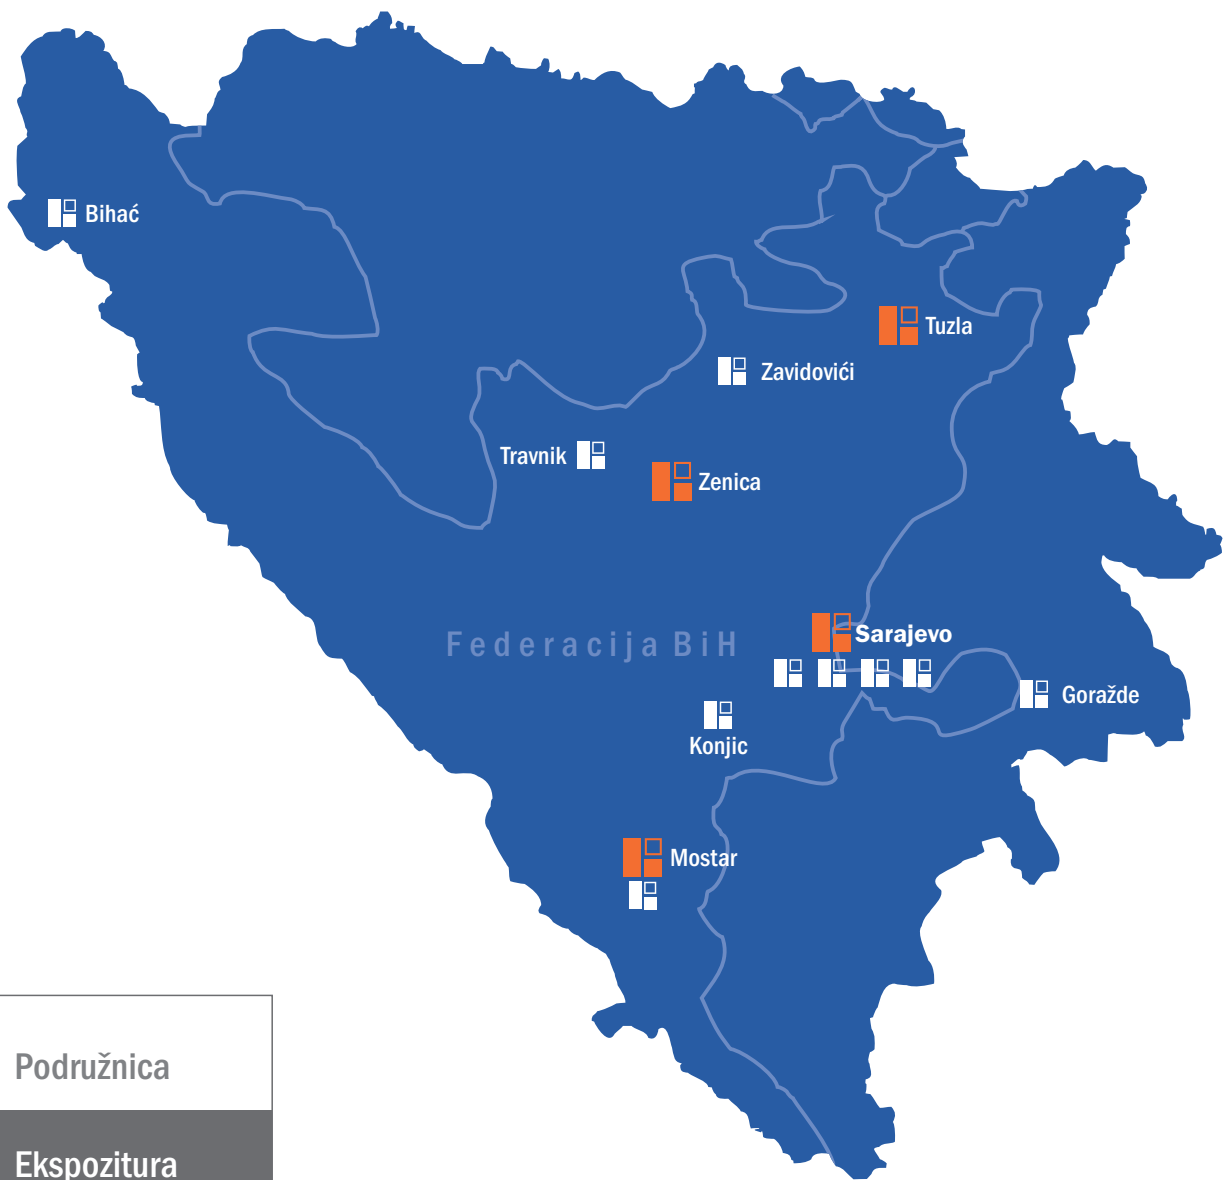 Bihać
Tuzla
Zavidovići
Travnik
Zenica
Federacija BiH
Sarajevo
Goražde
Konjic
Mostar
Podružnica
Ekspozitura